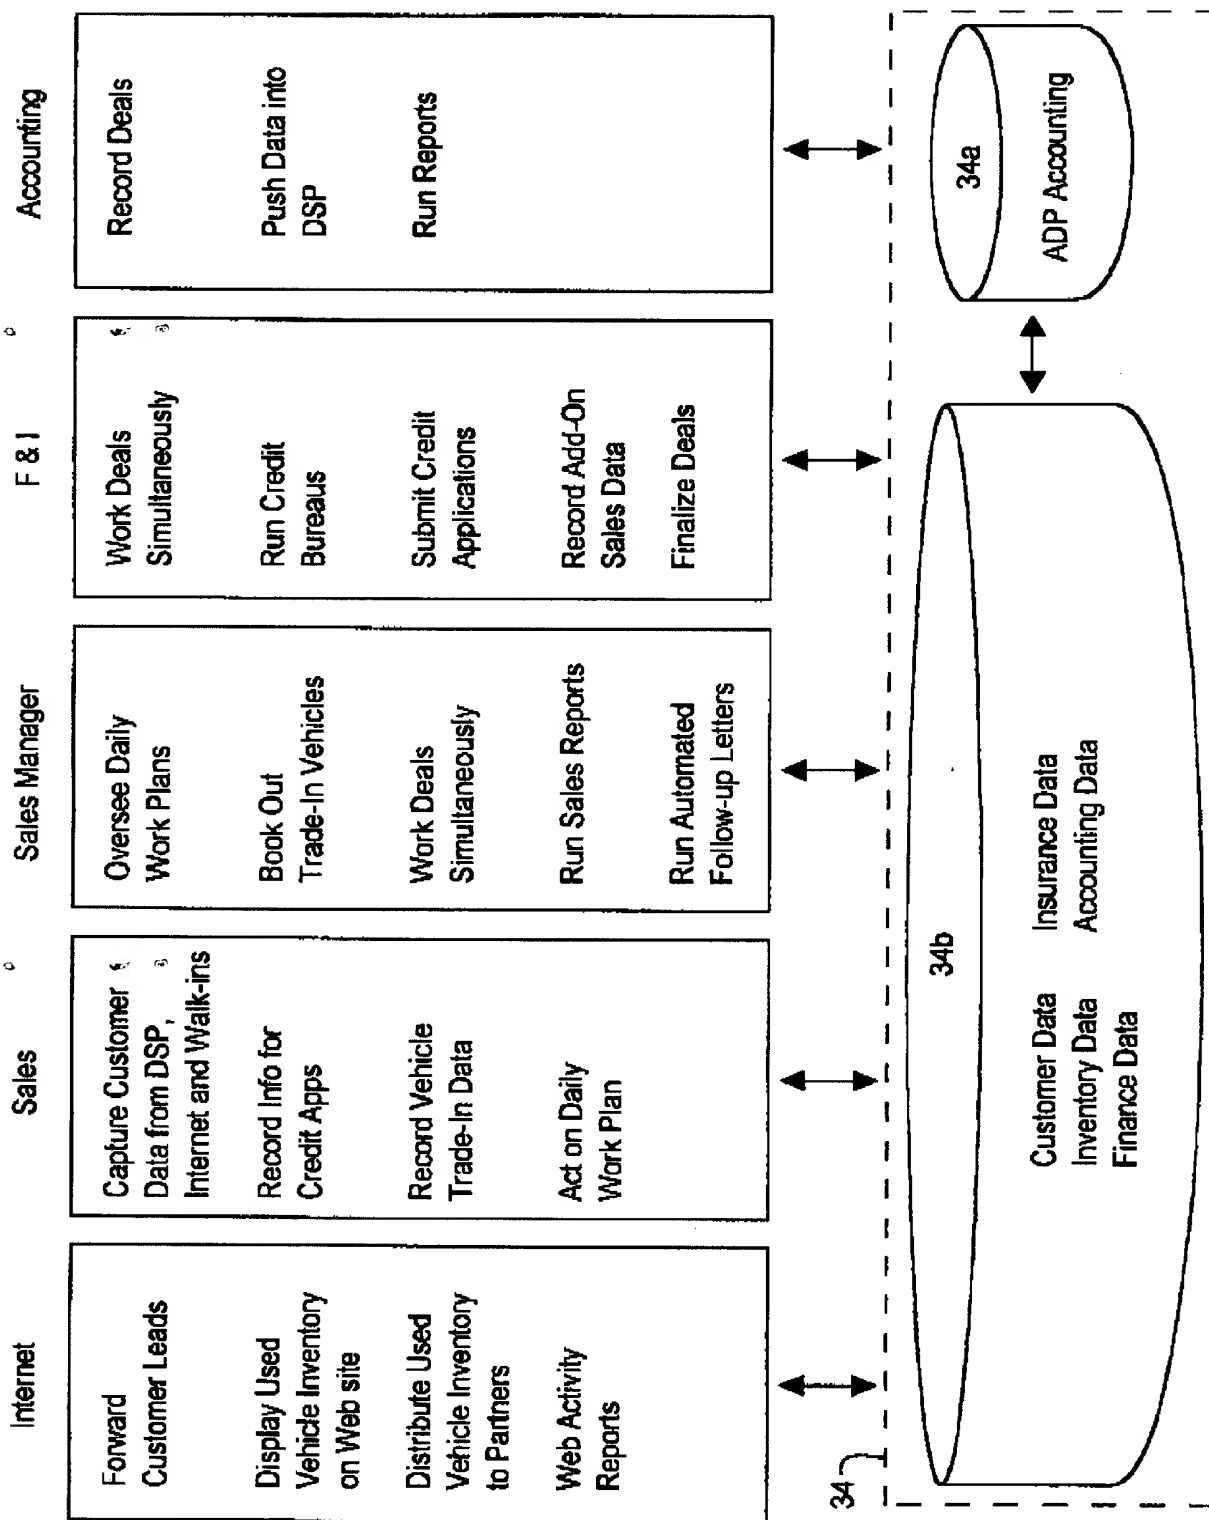 Internet
Forward
Customer Leads
Display Used
Vehicle Inventory
on Web site
Distribute Used
Vehicle Inventory
to Partners
Web Activity
Reports
Sales
Capture Customer
Data from DSP,
Internet and Walk-ins
Record Info for
Credit Apps
Record Vehicle
Trade-In Data
Act on Daily
Work Plan
Sales Manager
Oversee Daily
Work Plans
Book Out
Trade-In Vehicles
Work Deals
Simultaneously
Run Sales Reports
Run Automated
Follow-up Letters
F & I
Work Deals
Simultaneously
Run Credit
Bureaus
Submit Credit
Applications
Record Add-On
Sales Data
Finalize Deals
Accounting
Record Deals
Push Data into
DSP
Run Reports
34
34b
Customer Data
Inventory Data
Finance Data
Insurance Data
Accounting Data
34a
ADP Accounting